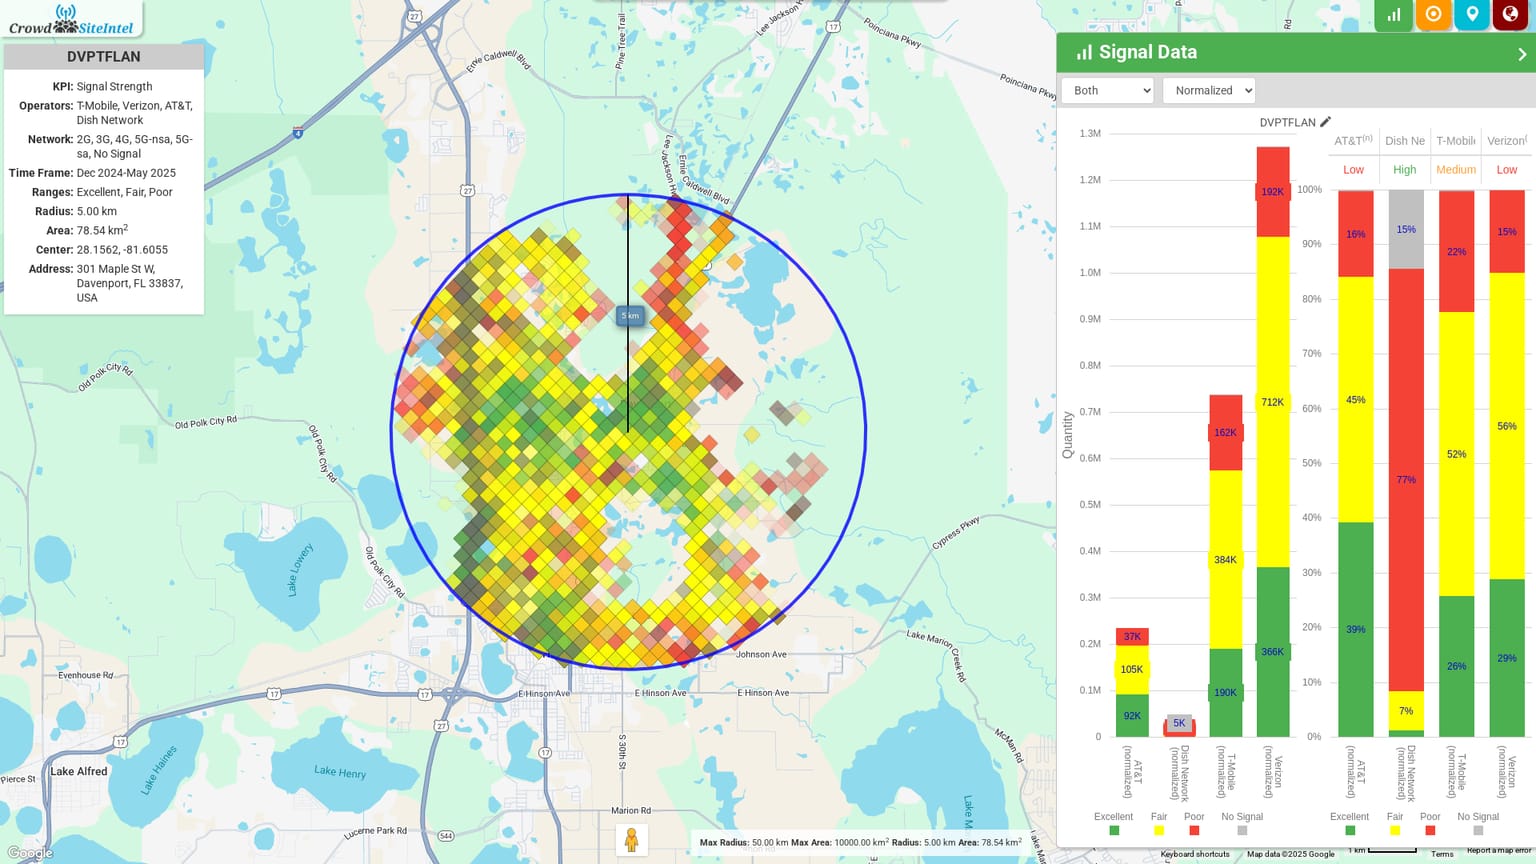 Crowd SiteIntel
DVPTFLAN
KPI: Signal Strength
Operators: T-Mobile, Verizon, AT&T,
Dish Network
Network: 2G, 3G, 4G, 5G-nsa, 5G-
sa, No Signal
Time Frame: Dec 2024-May 2025
Ranges: Excellent, Fair, Poor
Radius: 5.00 km
Area: 78.54 km²
Center: 28.1562, -81.6055
Address: 301 Maple St W,
Davenport, FL 33837,
USA
27
Ernie Caldwell Blvd
Pine Tree Trail
Lee Jackson H
17
Poinciana Pkwy
Poinciana Pkwy
Rd
4
27
Lee Jackson Hwy
Ernie Caldwell Blvd
5 km
Old Polk City Rd
Old Polk City Rd
Old Polk City Rd
Old Polk City Rd
Lake Lowery
Cypress Pkwy
Lake Marion Creek Rd
Johnson Ave
Evenhouse Rd
17
17
E Hinson Ave
E Hinson Ave
E Hinson Ave
27
17
17
S 30th St
McMan Rd
Pierce St
Lake Alfred
Lake Haines
Lake Henry
Marion Rd
Lucerne Park Rd
544
Lake M
Google
Max Radius: 50.00 km Max Area: 10000.00 km² Radius: 5.00 km Area: 78.54 km²
Keyboard shortcuts
Map data ©2025 Google
1 km
Terms
Report a map error
Signal Data
Both
Normalized
DVPTFLAN
1.3M
1.2M
1.1M
1.0M
0.9M
0.8M
0.7M
0.6M
0.5M
0.4M
0.3M
0.2M
0.1M
0
Quantity
37K
105K
92K
5K
162K
384K
190K
192K
712K
366K
AT&T
(normalized)
Dish Network
(normalized)
T-Mobile
(normalized)
Verizon
(normalized)
Excellent
Fair
Poor
No Signal
AT&T(n)
Dish Ne
T-Mobile
Verizon(
Low
High
Medium
Low
100%
90%
80%
70%
60%
50%
40%
30%
20%
10%
0%
16%
45%
39%
15%
77%
7%
22%
52%
26%
15%
56%
29%
AT&T
(normalized)
Dish Network
(normalized)
T-Mobile
(normalized)
Verizon
(normalized)
Excellent
Fair
Poor
No Signal